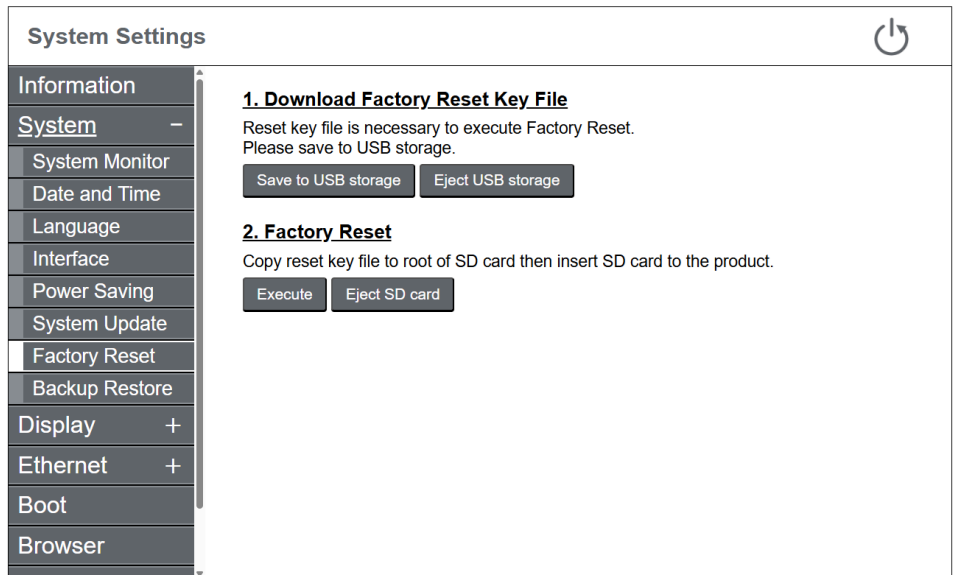 System Settings
Information
System −
System Monitor
Date and Time
Language
Interface
Power Saving
System Update
Factory Reset
Backup Restore
Display +
Ethernet +
Boot
Browser
1. Download Factory Reset Key File
Reset key file is necessary to execute Factory Reset.
Please save to USB storage.
Save to USB storage Eject USB storage
2. Factory Reset
Copy reset key file to root of SD card then insert SD card to the product.
Execute Eject SD card